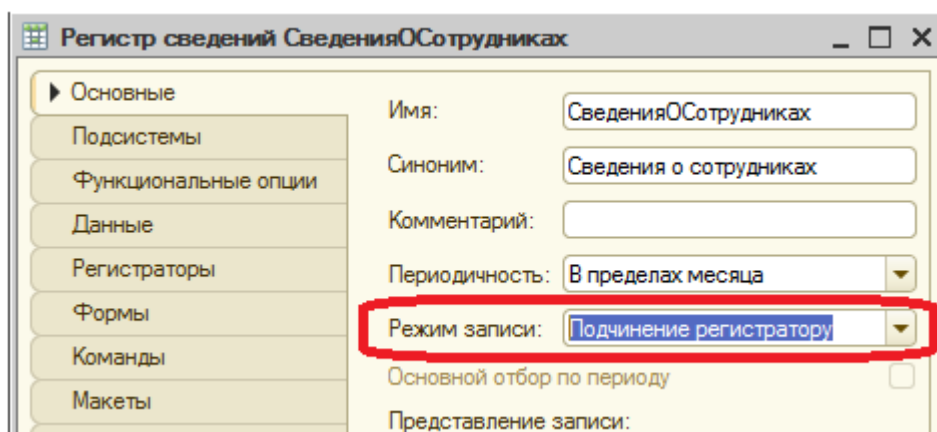 Регистр сведений СведенияОСотрудниках
Основные
Подсистемы
Функциональные опции
Данные
Регистраторы
Формы
Команды
Макеты
Имя: СведенияОСотрудниках
Синоним: Сведения о сотрудниках
Комментарий:
Периодичность: В пределах месяца
Режим записи: Подчинение регистратору
Основной отбор по периоду
Представление записи: